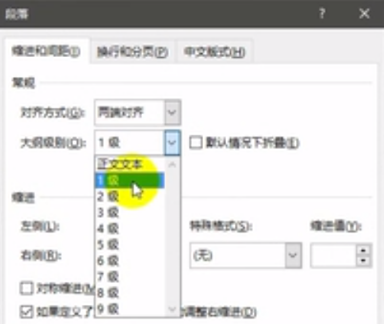 段落 ? ×
缩进和间距(I) 换行和分页(P) 中文版式(H)
常规
对齐方式(G): 两端对齐
大纲级别(O): 1 级 默认情况下折叠(E)
正文文本
1 级
缩进
2 级
3 级
左侧(L): 特殊格式(S): 缩进值(Y):
4 级
5 级
右侧(R): (无)
6 级
7 级
对称缩进(M
8 级
如果定义了 调整右缩进(D)
9 级